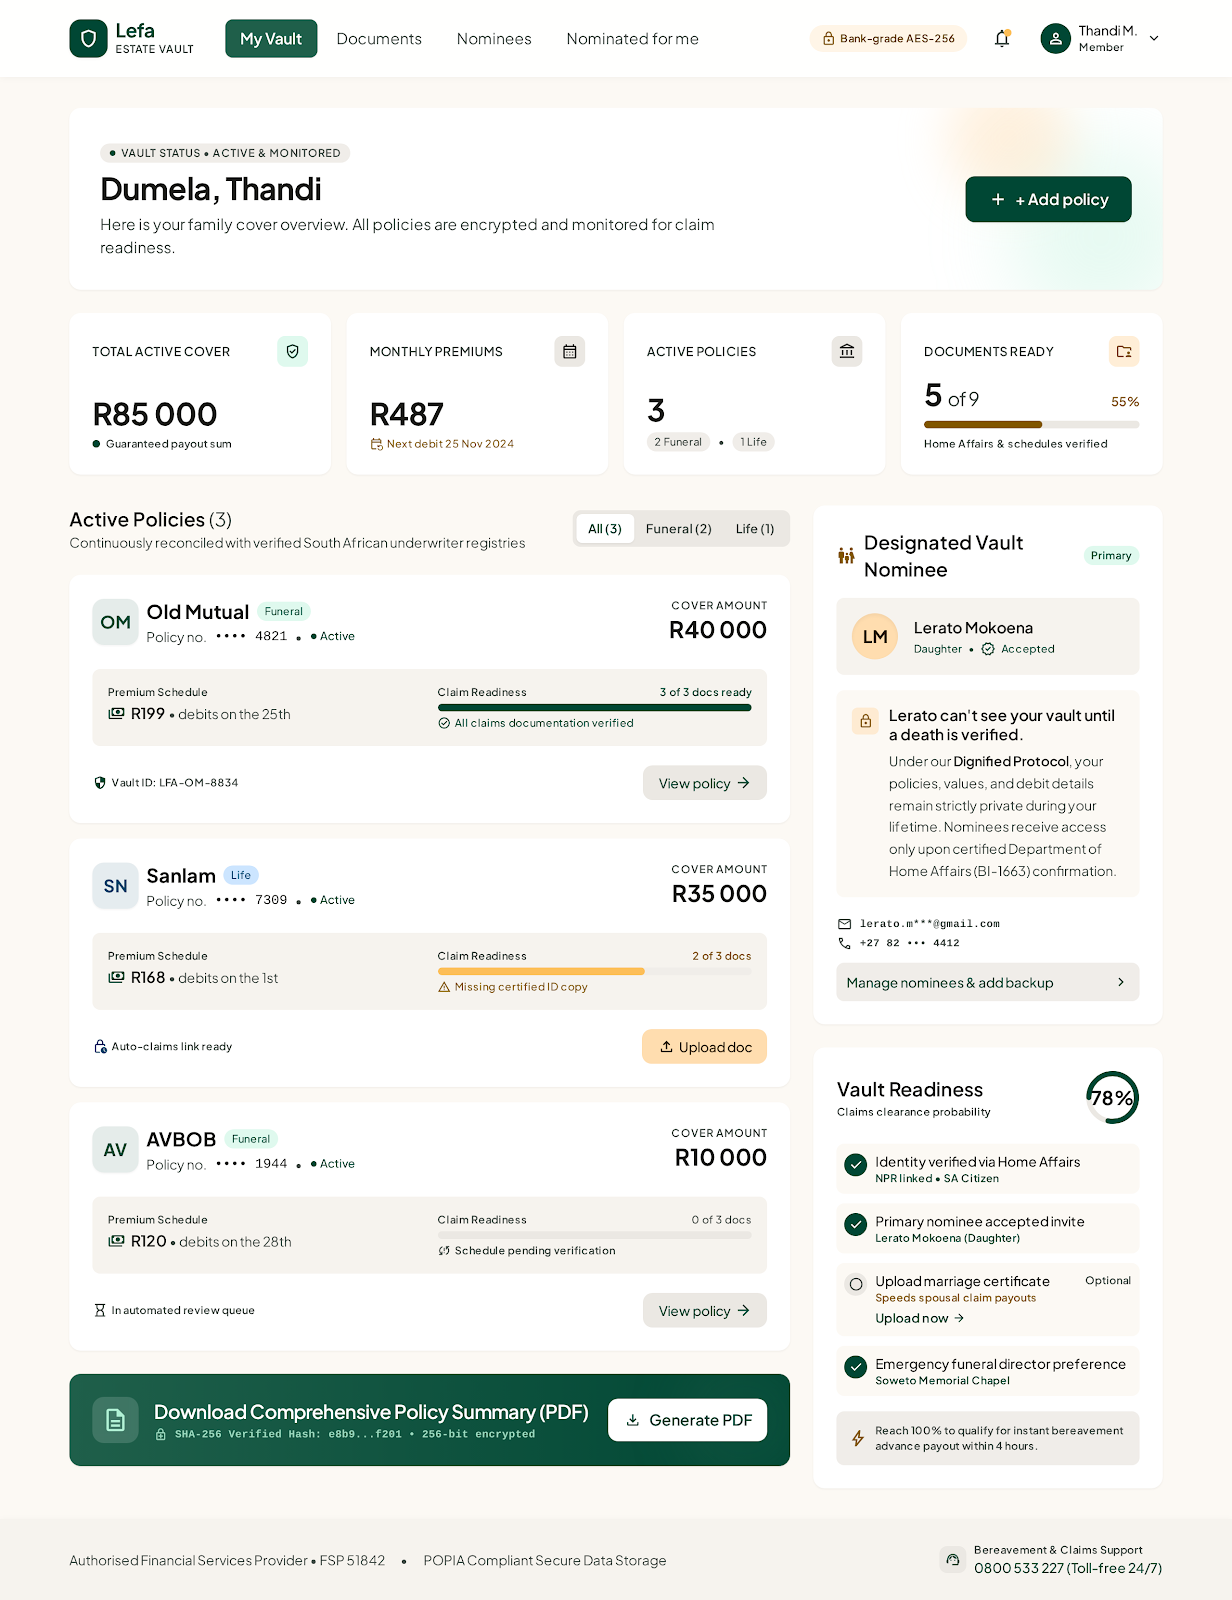 Lefa
ESTATE VAULT
My Vault
Documents
Nominees
Nominated for me
Bank-grade AES-256
Thandi M.
Member
VAULT STATUS • ACTIVE & MONITORED
Dumela, Thandi
Here is your family cover overview. All policies are encrypted and monitored for claim
readiness.
+ Add policy
TOTAL ACTIVE COVER
R85 000
Guaranteed payout sum
MONTHLY PREMIUMS
R487
Next debit 25 Nov 2024
ACTIVE POLICIES
3
2 Funeral • 1 Life
DOCUMENTS READY
5 of 9
55%
Home Affairs & schedules verified
Active Policies (3)
Continuously reconciled with verified South African underwriter registries
All (3)
Funeral (2)
Life (1)
OM
Old Mutual
Funeral
Policy no. •••• 4821 • Active
COVER AMOUNT
R40 000
Premium Schedule
R199 • debits on the 25th
Claim Readiness
3 of 3 docs ready
All claims documentation verified
Vault ID: LFA-OM-8834
View policy
SN
Sanlam
Life
Policy no. •••• 7309 • Active
COVER AMOUNT
R35 000
Premium Schedule
R168 • debits on the 1st
Claim Readiness
2 of 3 docs
Missing certified ID copy
Auto-claims link ready
Upload doc
AV
AVBOB
Funeral
Policy no. •••• 1944 • Active
COVER AMOUNT
R10 000
Premium Schedule
R120 • debits on the 28th
Claim Readiness
0 of 3 docs
Schedule pending verification
In automated review queue
View policy
Download Comprehensive Policy Summary (PDF)
SHA-256 Verified Hash: e8b9...f201 • 256-bit encrypted
Generate PDF
Designated Vault
Nominee
Primary
LM
Lerato Mokoena
Daughter • Accepted
Lerato can't see your vault until
a death is verified.
Under our Dignified Protocol, your
policies, values, and debit details
remain strictly private during your
lifetime. Nominees receive access
only upon certified Department of
Home Affairs (BI-1663) confirmation.
lerato.m***@gmail.com
+27 82 ••• 4412
Manage nominees & add backup
Vault Readiness
Claims clearance probability
78%
Identity verified via Home Affairs
NPR linked • SA Citizen
Primary nominee accepted invite
Lerato Mokoena (Daughter)
Upload marriage certificate
Optional
Speeds spousal claim payouts
Upload now
Emergency funeral director preference
Soweto Memorial Chapel
Reach 100% to qualify for instant bereavement
advance payout within 4 hours.
Authorised Financial Services Provider • FSP 51842 • POPIA Compliant Secure Data Storage
Bereavement & Claims Support
0800 533 227 (Toll-free 24/7)